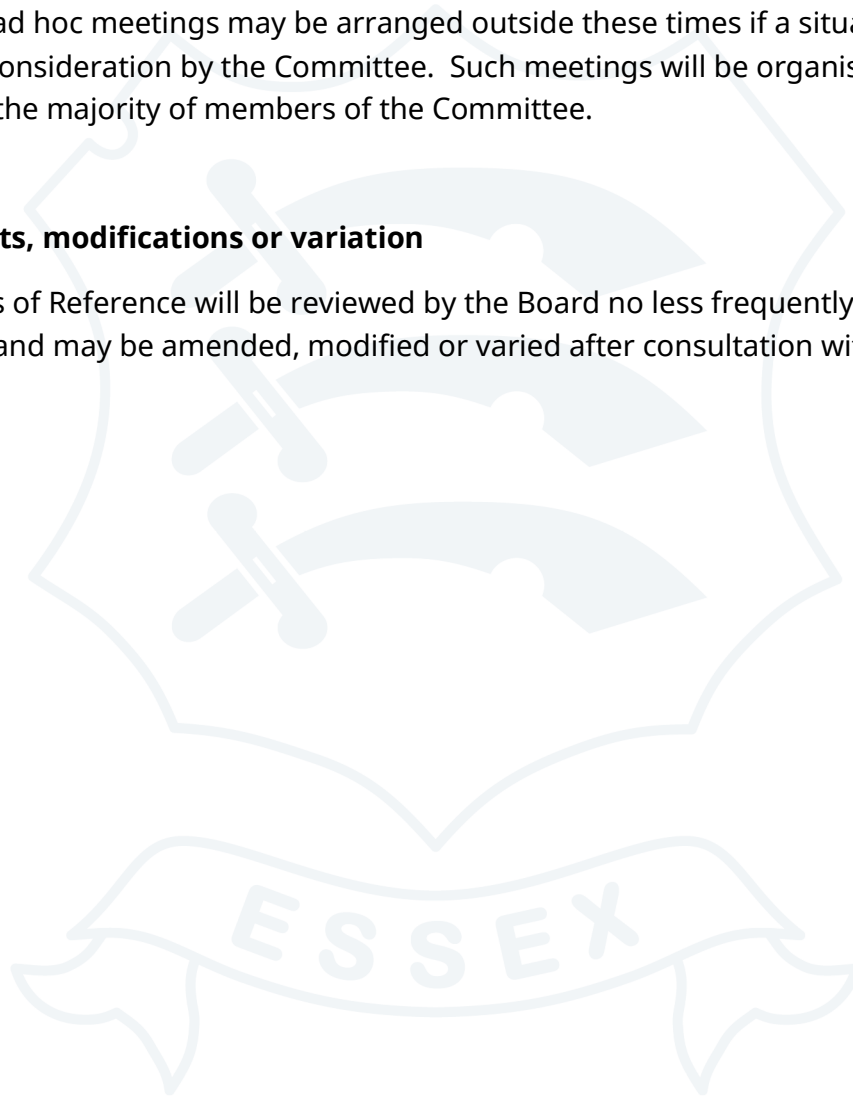 ad hoc meetings may be arranged outside these times if a situa
onsideration by the Committee.  Such meetings will be organis
the majority of members of the Committee.
ts, modifications or variation
s of Reference will be reviewed by the Board no less frequently
and may be amended, modified or varied after consultation wi
ESSEX